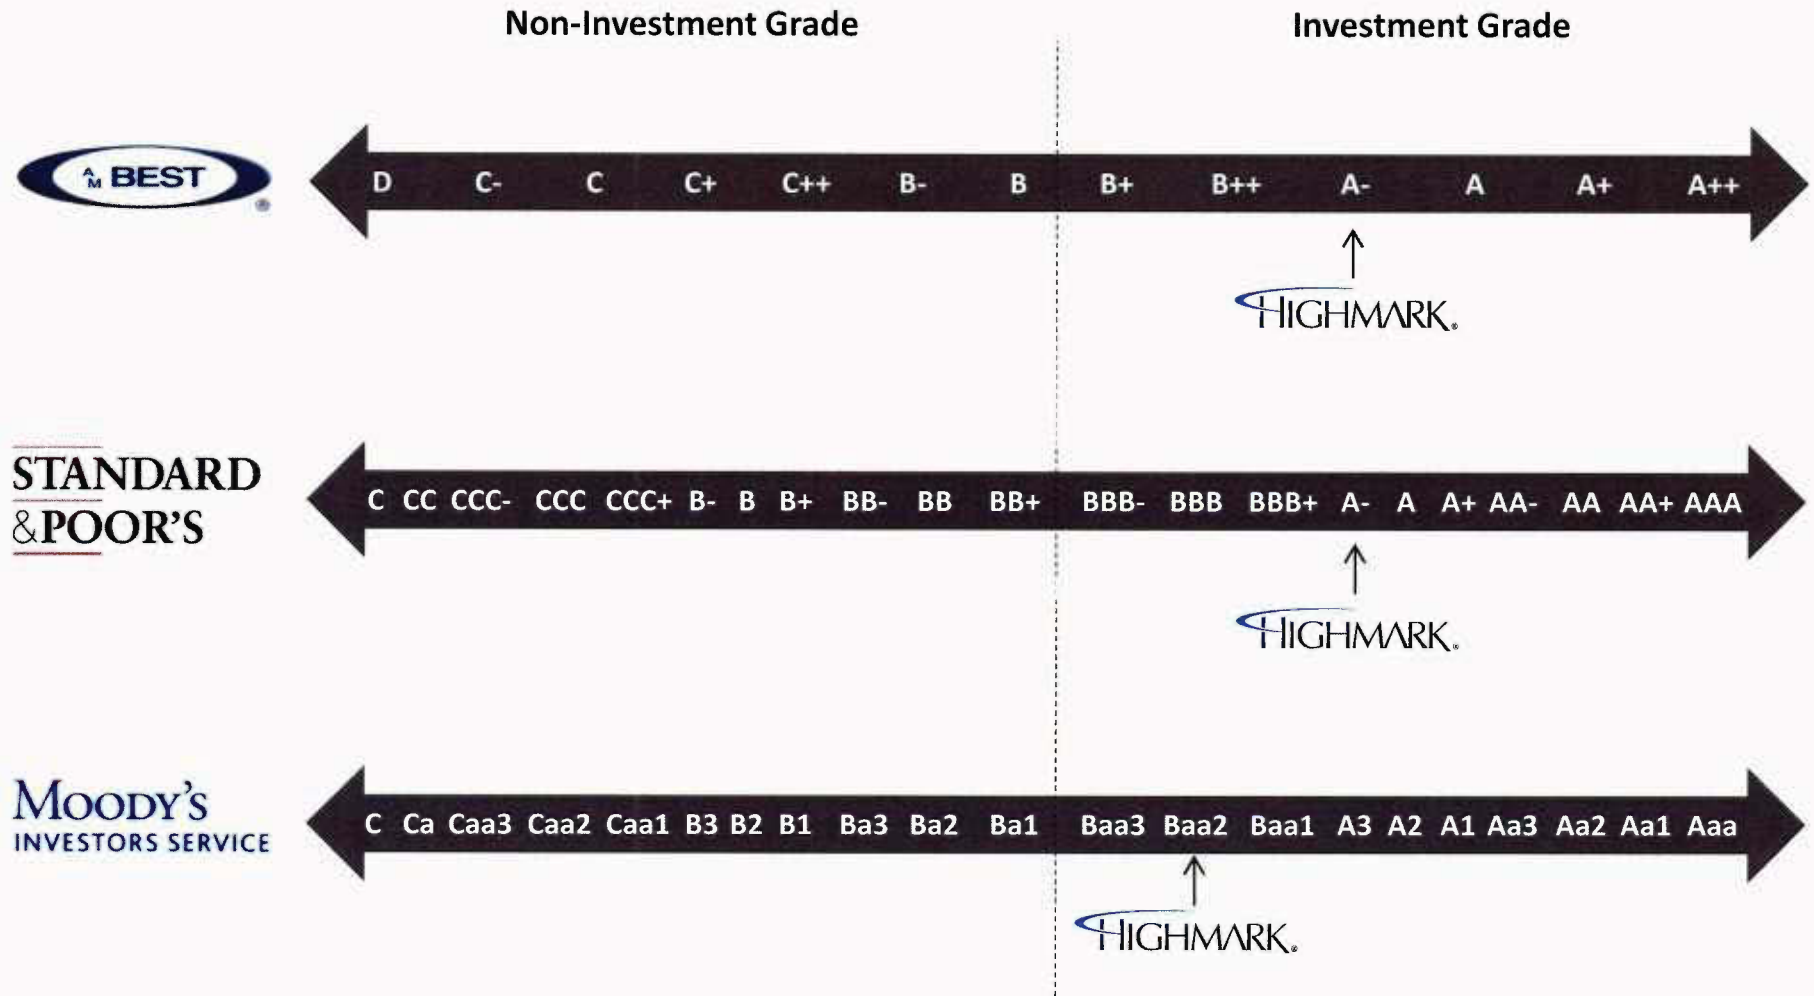 Non-Investment Grade
Investment Grade
AM BEST ®
D C- C C+ C++ B- B B+ B++ A- A A+ A++
HIGHMARK®
STANDARD
&POOR'S
C CC CCC- CCC CCC+ B- B B+ BB- BB BB+ BBB- BBB BBB+ A- A A+ AA- AA AA+ AAA
HIGHMARK®
MOODY'S
INVESTORS SERVICE
C Ca Caa3 Caa2 Caa1 B3 B2 B1 Ba3 Ba2 Ba1 Baa3 Baa2 Baa1 A3 A2 A1 Aa3 Aa2 Aa1 Aaa
HIGHMARK®